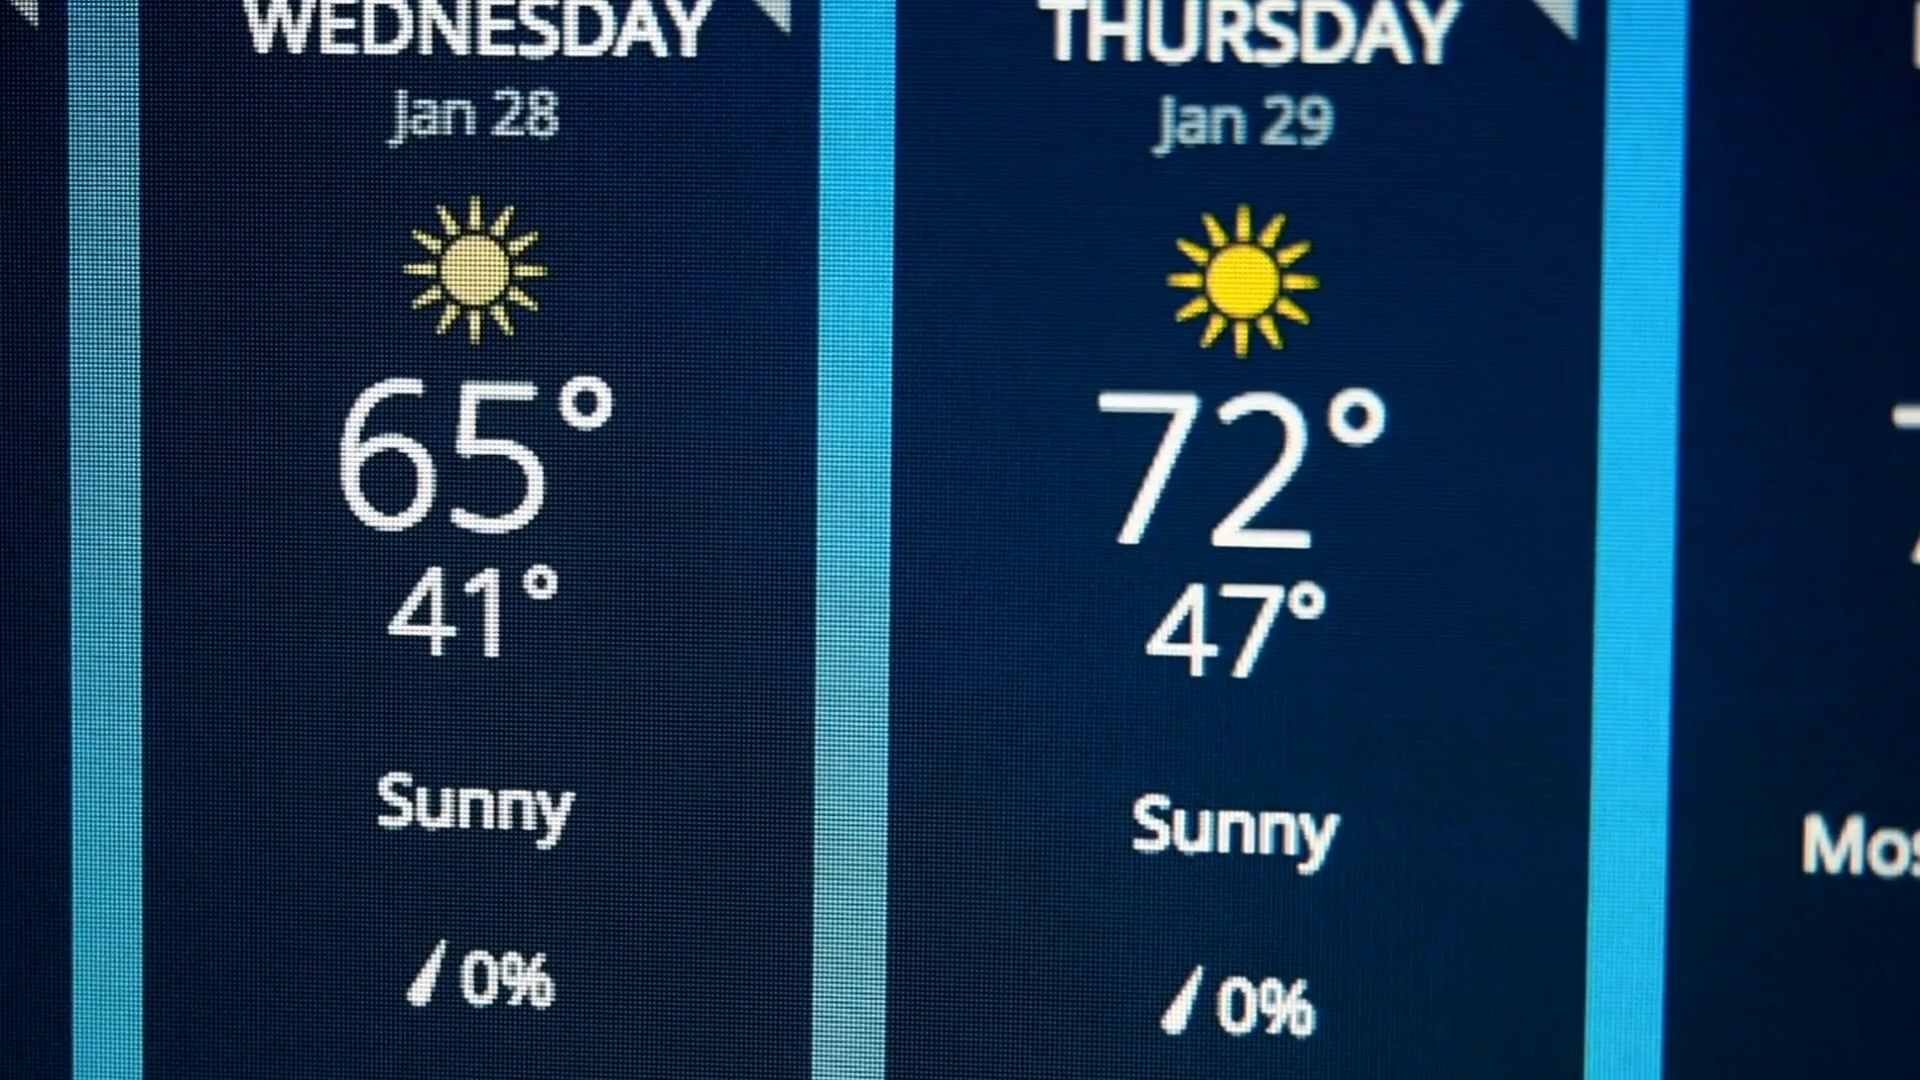 WEDNESDAY
Jan 28
65°
41°
Sunny
0%
THURSDAY
Jan 29
72°
47°
Sunny
0%